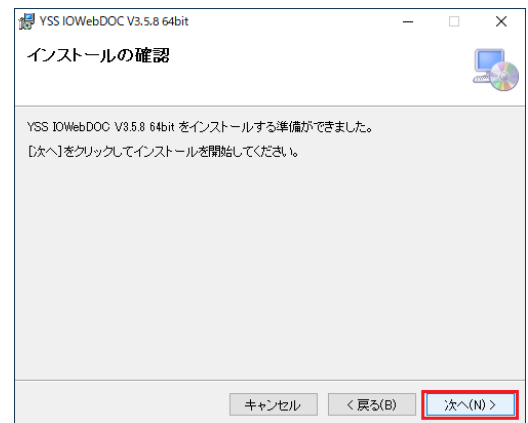 YSS IOWebDOC V3.5.8 64bit
インストールの確認
YSS IOWebDOC V3.5.8 64bit をインストールする準備ができました。
[次へ]をクリックしてインストールを開始してください。
キャンセル
< 戻る(B)
次へ(N) >